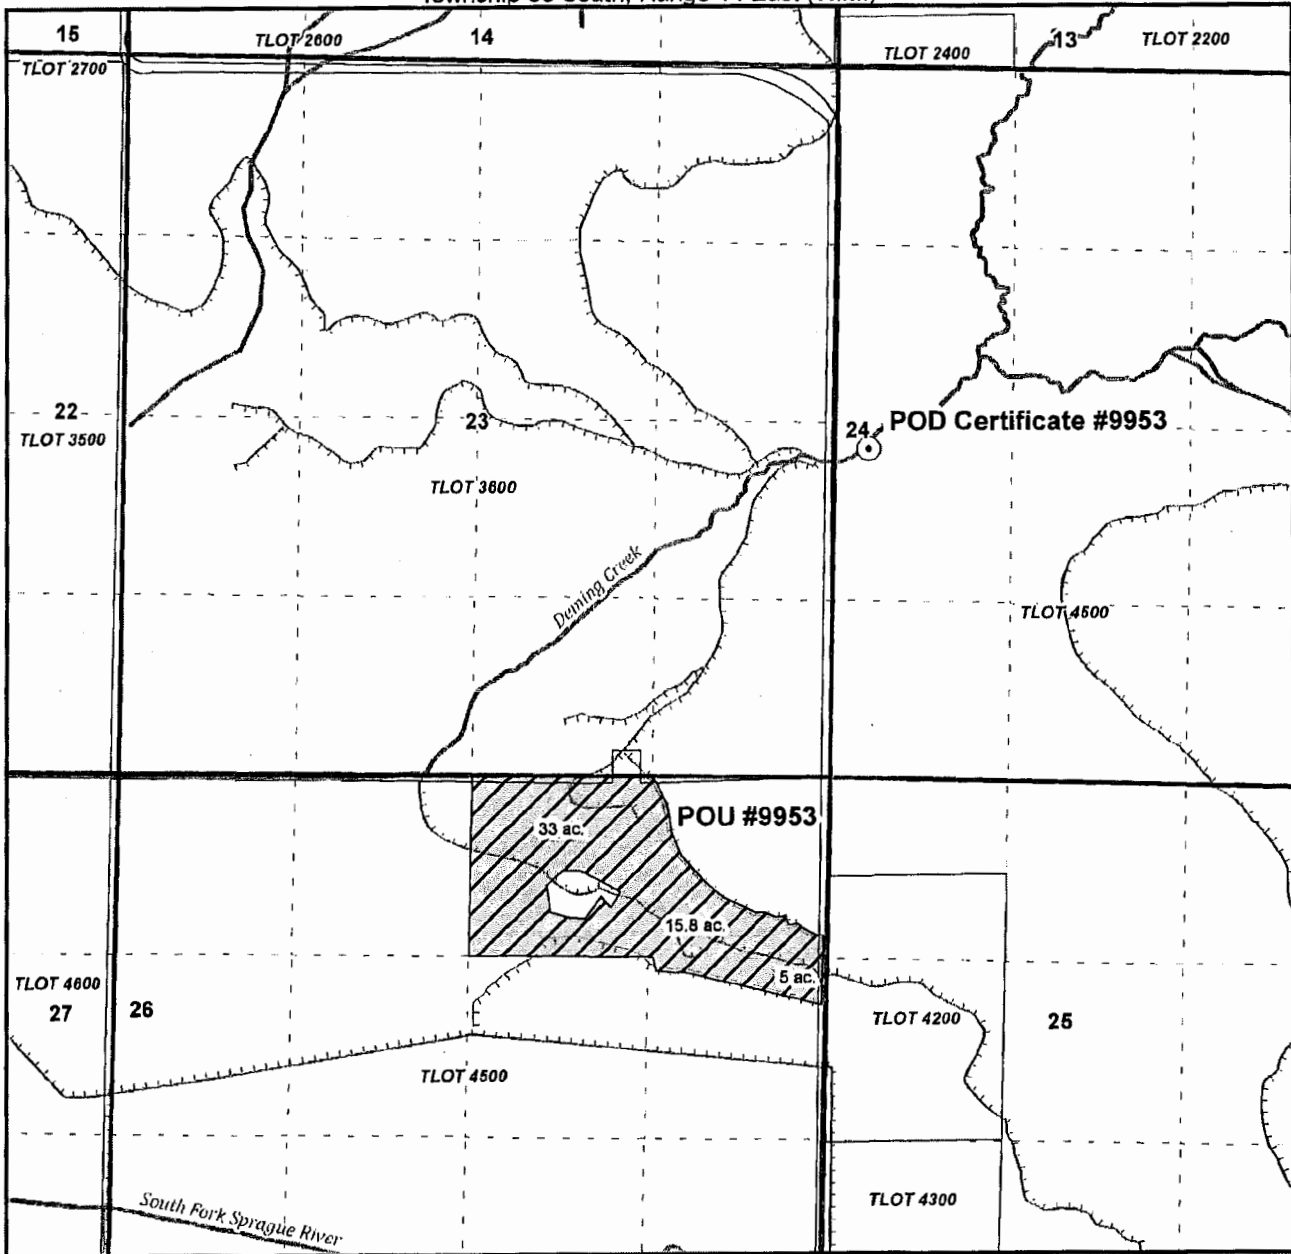 15
TLOT 2600
14
13
TLOT 2200
TLOT 2700
TLOT 2400
22
TLOT 3500
23
24
POD Certificate #9953
TLOT 3600
Deming Creek
TLOT 4600
POU #9953
33 ac.
15.8 ac.
5 ac.
TLOT 4600
27
26
TLOT 4200
25
TLOT 4500
TLOT 4300
South Fork Sprague River